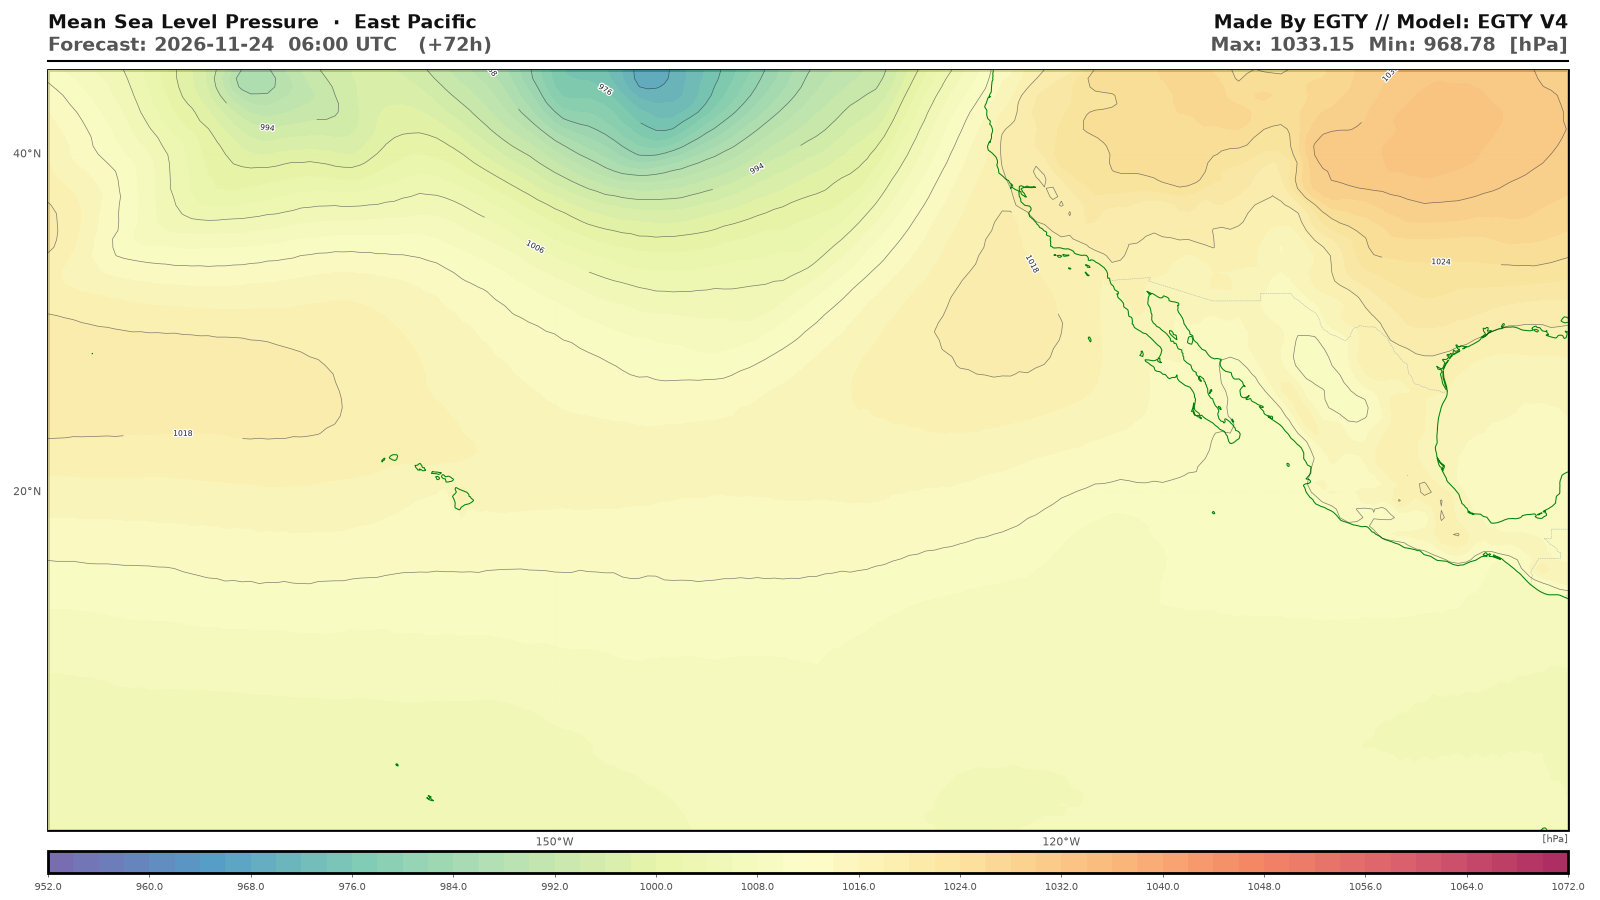 Mean Sea Level Pressure · East Pacific
Made By EGTY // Model: EGTY V4
Forecast: 2026-11-24 06:00 UTC (+72h)
Max: 1033.15 Min: 968.78 [hPa]
976
994
40°N
994
1006
1018
1024
1018
20°N
150°W
120°W
[hPa]
952.0
960.0
968.0
976.0
984.0
992.0
1000.0
1008.0
1016.0
1024.0
1032.0
1040.0
1048.0
1056.0
1064.0
1072.0